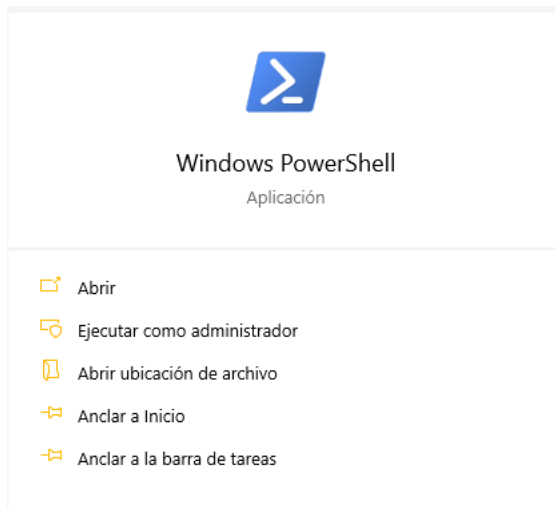 Windows PowerShell
Aplicación
Abrir
Ejecutar como administrador
Abrir ubicación de archivo
Anclar a Inicio
Anclar a la barra de tareas